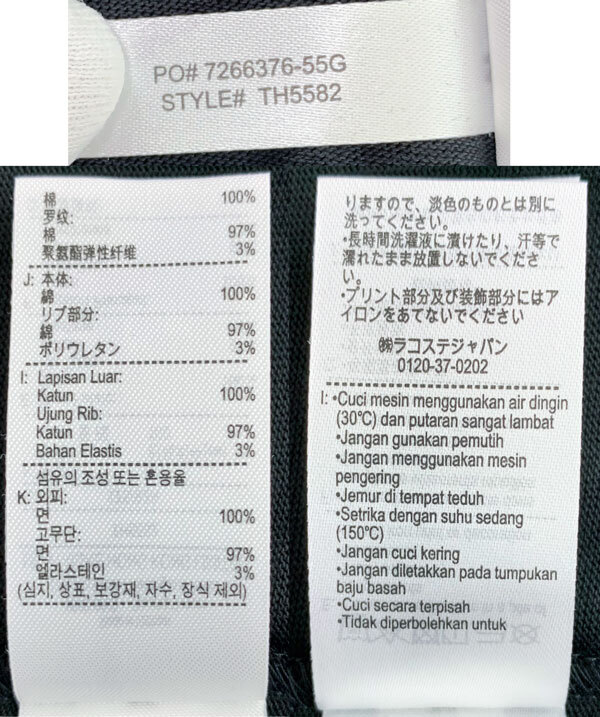 PO# 7266376-55G
STYLE# TH5582
棉 100%
罗纹:
棉 97%
聚氨酯弹性纤维 3%
J: 本体:
綿 100%
リブ部分:
綿 97%
ポリウレタン 3%
I: Lapisan Luar:
Katun 100%
Ujung Rib:
Katun 97%
Bahan Elastis 3%
섬유의 조성 또는 혼용율
K: 외피:
면 100%
고무단:
면 97%
엘라스테인 3%
(심지, 상표, 보강재, 자수, 장식 제외)
りますので、淡色のものとは別に
洗ってください。
•長時間洗濯液に漬けたり、汗等で
濡れたまま放置しないでくださ
い。
•プリント部分及び装飾部分にはア
イロンをあてないでください
㈱ラコステジャパン
0120-37-0202
I: •Cuci mesin menggunakan air dingin
(30℃) dan putaran sangat lambat
•Jangan gunakan pemutih
•Jangan menggunakan mesin
pengering
•Jemur di tempat teduh
•Setrika dengan suhu sedang
(150℃)
•Jangan cuci kering
•Jangan diletakkan pada tumpukan
baju basah
•Cuci secara terpisah
•Tidak diperbolehkan untuk